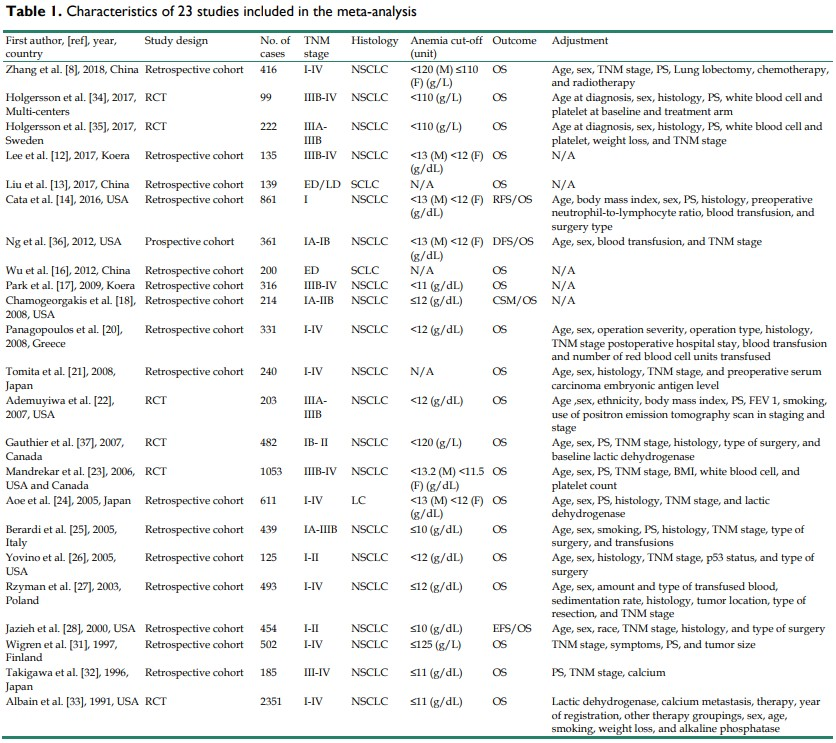 Table 1. Characteristics of 23 studies included in the meta-analysis
First author, [ref], year, Study design No. of TNM Histology Anemia cut-off Outcome Adjustment
country cases stage (unit)
Zhang et al. [8], 2018, China Retrospective cohort 416 I-IV NSCLC <120 (M) ≤110 OS Age, sex, TNM stage, PS, Lung lobectomy, chemotherapy,
(F) (g/L) and radiotherapy
Holgersson et al. [34], 2017, RCT 99 IIIB-IV NSCLC <110 (g/L) OS Age at diagnosis, sex, histology, PS, white blood cell and
Multi-centers platelet at baseline and treatment arm
Holgersson et al. [35], 2017, RCT 222 IIIA- NSCLC <110 (g/L) OS Age at diagnosis, sex, histology, PS, white blood cell and
Sweden IIIB platelet, weight loss, and TNM stage
Lee et al. [12], 2017, Koera Retrospective cohort 135 IIIB-IV NSCLC <13 (M) <12 (F) OS N/A
(g/dL)
Liu et al. [13], 2017, China Retrospective cohort 139 ED/LD SCLC N/A OS N/A
Cata et al. [14], 2016, USA Retrospective cohort 861 I NSCLC <13 (M) <12 (F) RFS/OS Age, body mass index, sex, PS, histology, preoperative
(g/dL) neutrophil-to-lymphocyte ratio, blood transfusion, and
surgery type
Ng et al. [36], 2012, USA Prospective cohort 361 IA-IB NSCLC <13 (M) <12 (F) DFS/OS Age, sex, blood transfusion, and TNM stage
(g/dL)
Wu et al. [16], 2012, China Retrospective cohort 200 ED SCLC N/A OS N/A
Park et al. [17], 2009, Koera Retrospective cohort 316 IIIB-IV NSCLC <11 (g/dL) OS N/A
Chamogeorgakis et al. [18], Retrospective cohort 214 IA-IIB NSCLC ≤12 (g/dL) CSM/OS N/A
2008, USA
Panagopoulos et al. [20], Retrospective cohort 331 I-IV NSCLC <12 (g/dL) OS Age, sex, operation severity, operation type, histology,
2008, Greece TNM stage postoperative hospital stay, blood transfusion
and number of red blood cell units transfused
Tomita et al. [21], 2008, Retrospective cohort 240 I-IV NSCLC N/A OS Age, sex, histology, TNM stage, and preoperative serum
Japan carcinoma embryonic antigen level
Ademuyiwa et al. [22], RCT 203 IIIA- NSCLC <12 (g/dL) OS Age ,sex, ethnicity, body mass index, PS, FEV 1, smoking,
2007, USA IIIB use of positron emission tomography scan in staging and
stage
Gauthier et al. [37], 2007, RCT 482 IB- II NSCLC <120 (g/L) OS Age, sex, PS, TNM stage, histology, type of surgery, and
Canada baseline lactic dehydrogenase
Mandrekar et al. [23], 2006, RCT 1053 IIIB-IV NSCLC <13.2 (M) <11.5 OS Age, sex, PS, TNM stage, BMI, white blood cell, and
USA and Canada (F) (g/dL) platelet count
Aoe et al. [24], 2005, Japan Retrospective cohort 611 I-IV LC <13 (M) <12 (F) OS Age, sex, PS, histology, TNM stage, and lactic
(g/dL) dehydrogenase
Berardi et al. [25], 2005, Retrospective cohort 439 IA-IIIB NSCLC ≤10 (g/dL) OS Age, sex, smoking, PS, histology, TNM stage, type of
Italy surgery, and transfusions
Yovino et al. [26], 2005, Retrospective cohort 125 I-II NSCLC <12 (g/dL) OS Age, sex, histology, TNM stage, p53 status, and type of
USA surgery
Rzyman et al. [27], 2003, Retrospective cohort 493 I-IV NSCLC ≤12 (g/dL) OS Age, sex, amount and type of transfused blood,
Poland sedimentation rate, histology, tumor location, type of
resection, and TNM stage
Jazieh et al. [28], 2000, USA Retrospective cohort 454 I-II NSCLC ≤10 (g/dL) EFS/OS Age, sex, race, TNM stage, histology, and type of surgery
Wigren et al. [31], 1997, Retrospective cohort 502 I-IV NSCLC ≤125 (g/L) OS TNM stage, symptoms, PS, and tumor size
Finland
Takigawa et al. [32], 1996, Retrospective cohort 185 III-IV NSCLC ≤11 (g/dL) OS PS, TNM stage, calcium
Japan
Albain et al. [33], 1991, USA RCT 2351 I-IV NSCLC ≤11 (g/dL) OS Lactic dehydrogenase, calcium metastasis, therapy, year
of registration, other therapy groupings, sex, age,
smoking, weight loss, and alkaline phosphatase